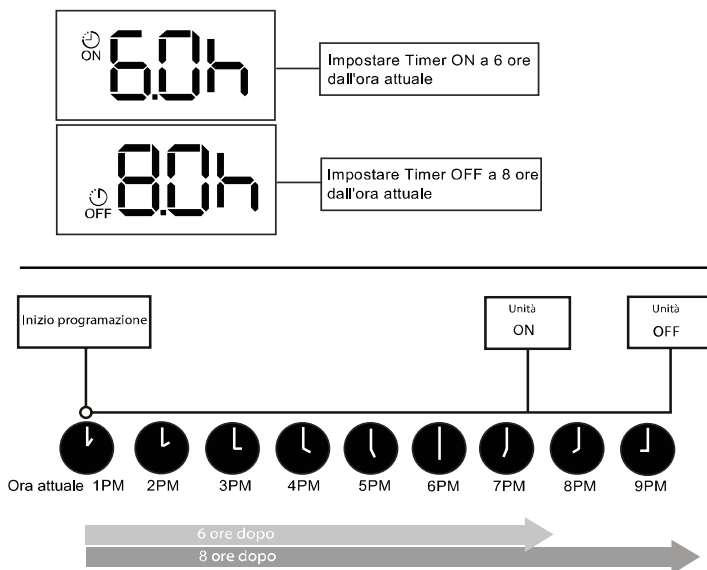 ON
6.0h
Impostare Timer ON a 6 ore
dall'ora attuale
OFF
8.0h
Impostare Timer OFF a 8 ore
dall'ora attuale
Inizio programazione
Unità
ON
Unità
OFF
Ora attuale 1PM 2PM 3PM 4PM 5PM 6PM 7PM 8PM 9PM
6 ore dopo
8 ore dopo